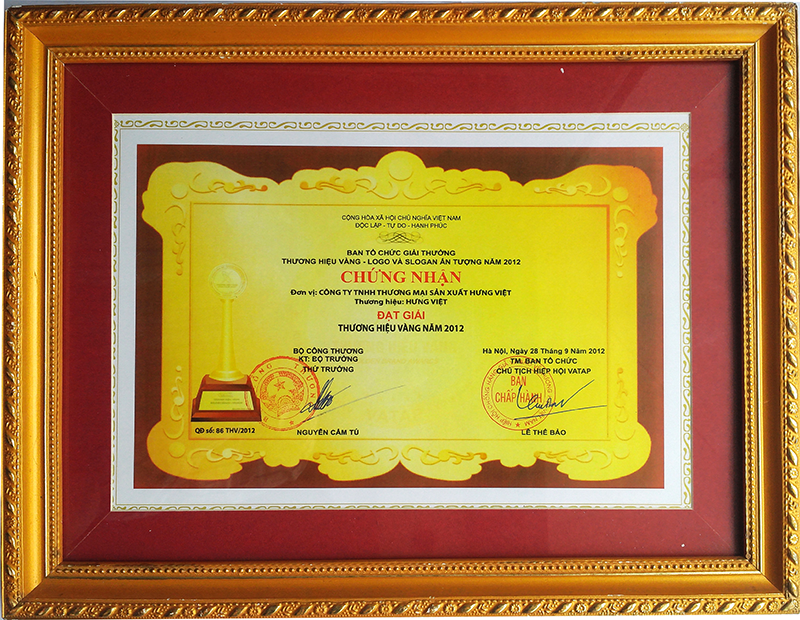 CỘNG HÒA XÃ HỘI CHỦ NGHĨA VIỆT NAM
ĐỘC LẬP - TỰ DO - HẠNH PHÚC
BAN TỔ CHỨC GIẢI THƯỞNG
THƯƠNG HIỆU VÀNG - LOGO VÀ SLOGAN ẤN TƯỢNG NĂM 2012
CHỨNG NHẬN
Đơn vị: CÔNG TY TNHH THƯƠNG MẠI SẢN XUẤT HƯNG VIỆT
Thương hiệu: HƯNG VIỆT
ĐẠT GIẢI
THƯƠNG HIỆU VÀNG NĂM 2012
BỘ CÔNG THƯƠNG
KT: BỘ TRƯỞNG
THỨ TRƯỞNG
NGUYỄN CẨM TÚ
QĐ số: 86 THV/2012
Hà Nội, Ngày 28 Tháng 9 Năm 2012
TM. BAN TỔ CHỨC
CHỦ TỊCH HIỆP HỘI VATAP
BAN
CHẤP HÀNH
LÊ THẾ BẢO